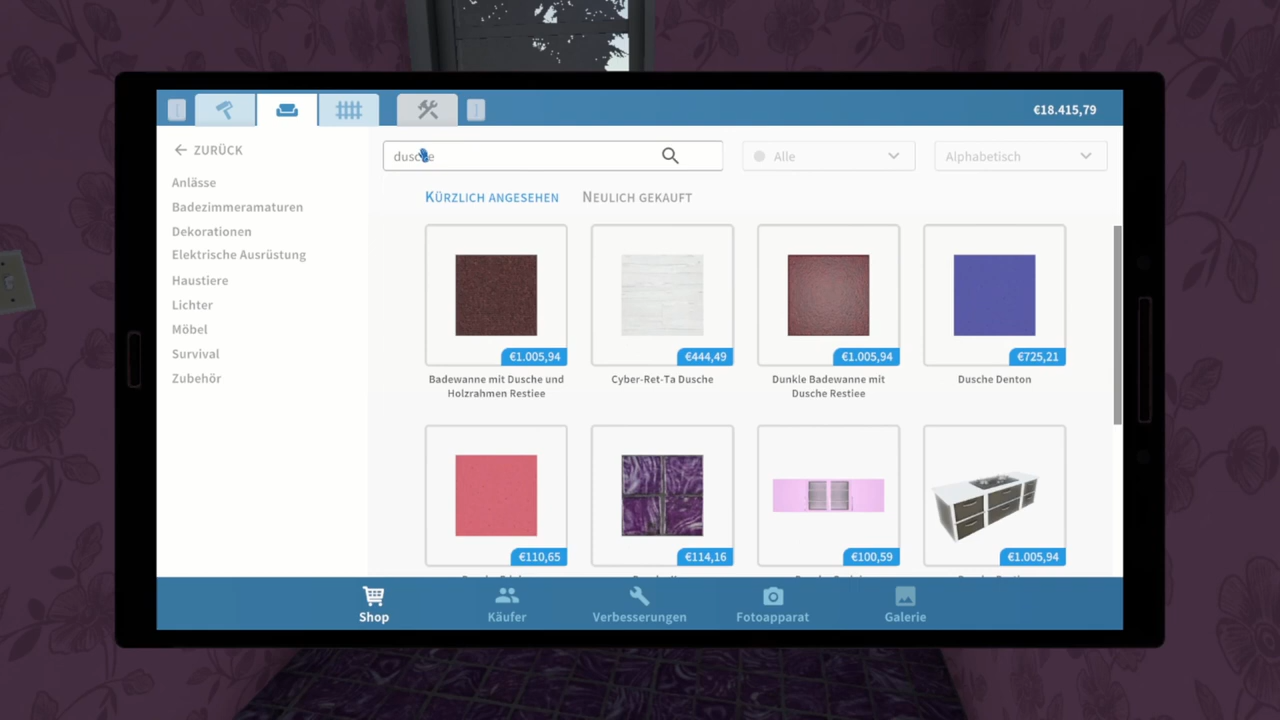 €18.415,79
ZURÜCK
dusche
Alle
Alphabetisch
Anlässe
Badezimmeramaturen
Dekorationen
Elektrische Ausrüstung
Haustiere
Lichter
Möbel
Survival
Zubehör
KÜRZLICH ANGESEHEN
NEULICH GEKAUFT
€1.005,94
€444,49
€1.005,94
€725,21
Badewanne mit Dusche und
Holzrahmen Restiee
Cyber-Ret-Ta Dusche
Dunkle Badewanne mit
Dusche Restiee
Dusche Denton
€110,65
€114,16
€100,59
€1.005,94
Shop
Käufer
Verbesserungen
Fotoapparat
Galerie